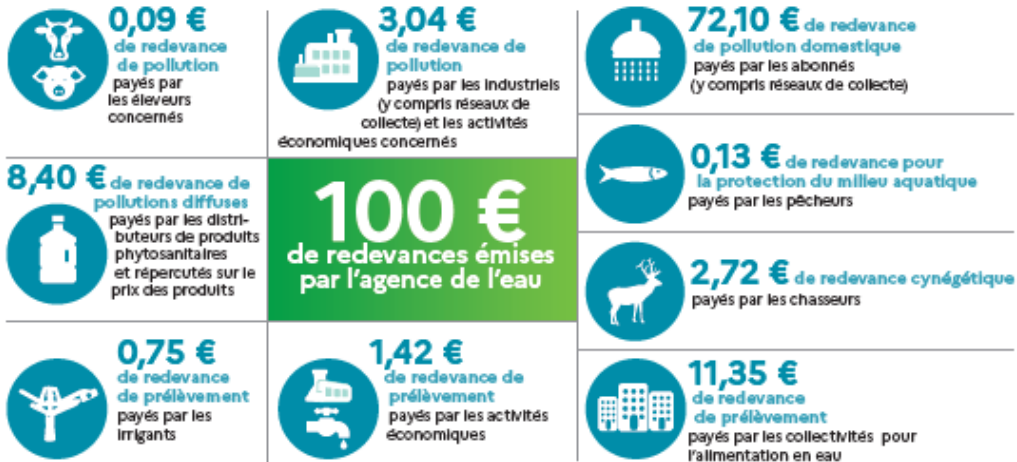 0,09 €
de redevance
de pollution
payés par
les éleveurs
concernés
3,04 €
de redevance de
pollution
payés par les industriels
(y compris réseaux de
collecte) et les activités
économiques concernés
72,10 € de redevance
de pollution domestique
payés par les abonnés
(y compris réseaux de collecte)
8,40 € de redevance de
pollutions diffuses
payés par les distri-
buteurs de produits
phytosanitaires
et répercutés sur le
prix des produits
100 €
de redevances émises
par l'agence de l'eau
0,13 € de redevance pour
la protection du milieu aquatique
payés par les pêcheurs
2,72 € de redevance cynégétique
payés par les chasseurs
0,75 €
de redevance
de prélèvement
payés par les
irrigants
1,42 €
de redevance de
prélèvement
payés par les activités
économiques
11,35 €
de redevance
de prélèvement
payés par les collectivités pour
l'alimentation en eau